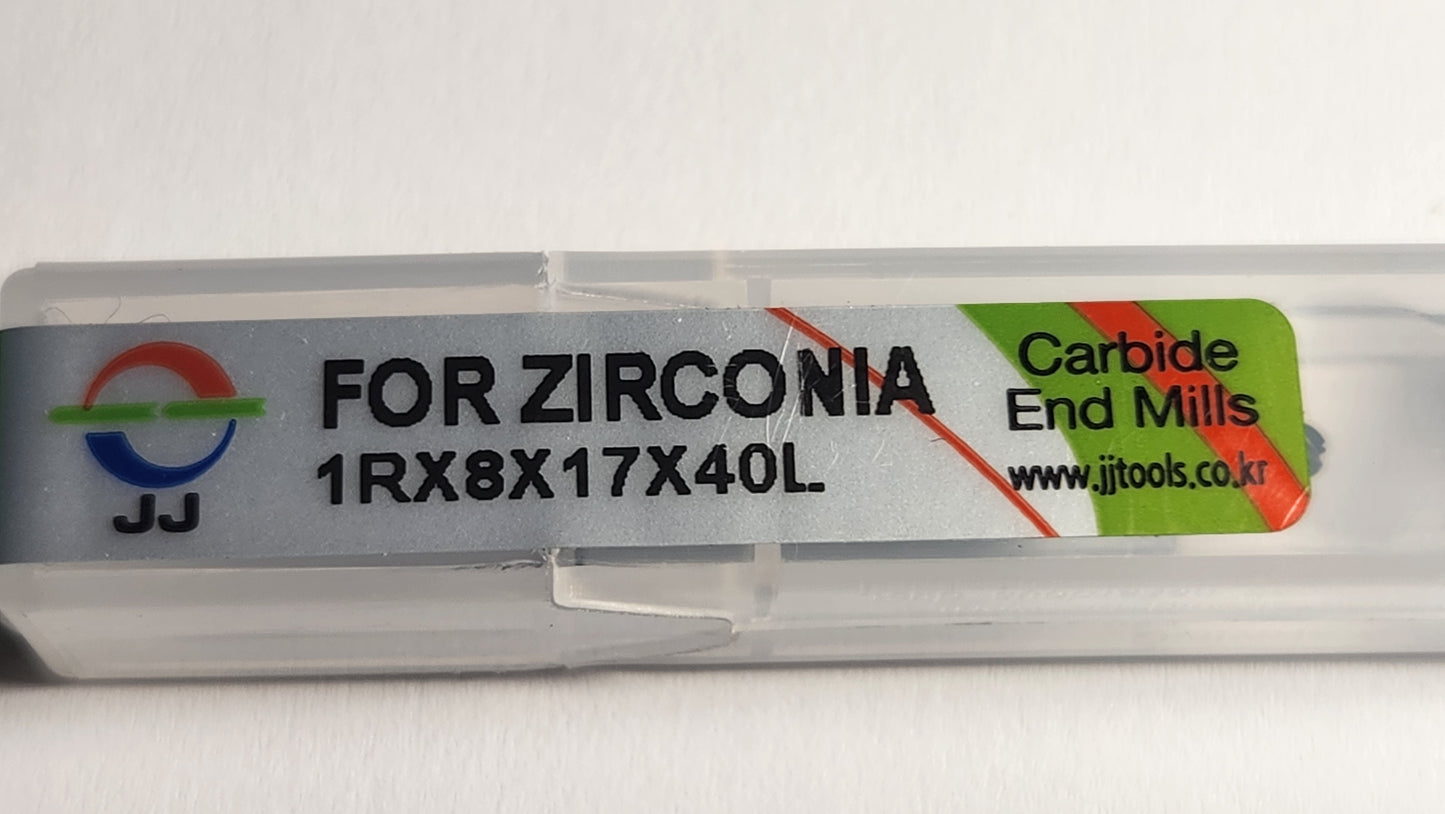 JJ
FOR ZIRCONIA
1RX8X17X40L
Carbide
End Mills
www.jjtools.co.kr